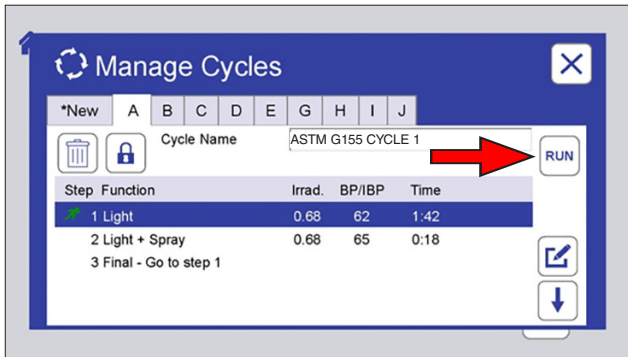 Manage Cycles
*New A B C D E G H I J
Cycle Name ASTM G155 CYCLE 1
RUN
Step Function Irrad. BP/IBP Time
1 Light 0.68 62 1:42
2 Light + Spray 0.68 65 0:18
3 Final - Go to step 1